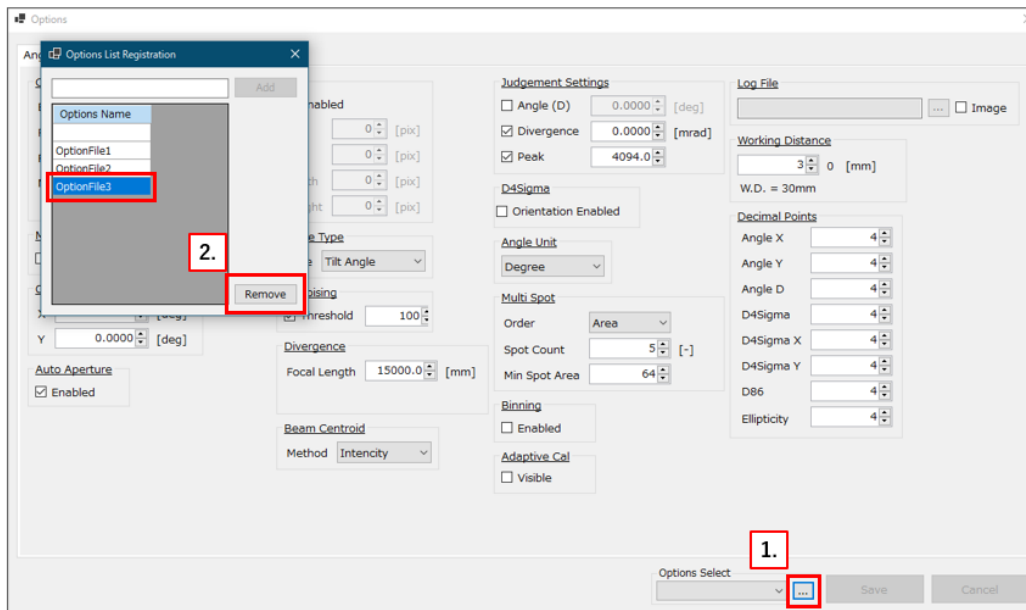 Options
Options List Registration
Add
Options Name
OptionFile1
OptionFile2
OptionFile3
2.
Remove
X [deg]
Y 0.0000 [deg]
Auto Aperture
Enabled
0 [pix]
0 [pix]
0 [pix]
0 [pix]
Type
Tilt Angle
Threshold 100
Divergence
Focal Length 15000.0 [mm]
Beam Centroid
Method Intencity
Judgement Settings
Angle (D) 0.0000 [deg]
Divergence 0.0000 [mrad]
Peak 4094.0
D4Sigma
Orientation Enabled
Angle Unit
Degree
Multi Spot
Order Area
Spot Count 5 [-]
Min Spot Area 64
Binning
Enabled
Adaptive Cal
Visible
Log File
... Image
Working Distance
3 0 [mm]
W.D. = 30mm
Decimal Points
Angle X 4
Angle Y 4
Angle D 4
D4Sigma 4
D4Sigma X 4
D4Sigma Y 4
D86 4
Ellipticity 4
1.
Options Select
... Save Cancel